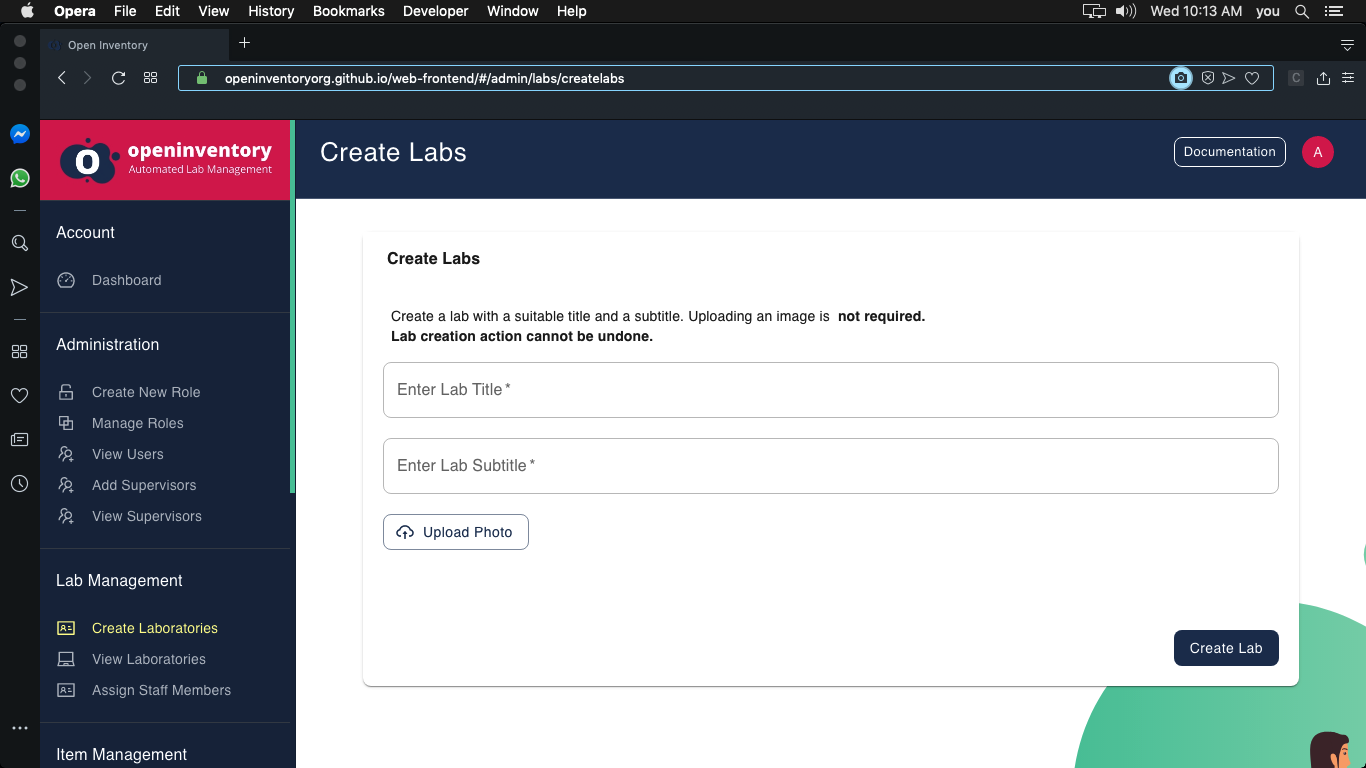 Opera File Edit View History Bookmarks Developer Window Help Wed 10:13 AM you
Open Inventory
openinventoryorg.github.io/web-frontend/#/admin/labs/createlabs
C
openinventory
Automated Lab Management
Create Labs
Documentation
A
Account
Dashboard
Administration
Create New Role
Manage Roles
View Users
Add Supervisors
View Supervisors
Lab Management
Create Laboratories
View Laboratories
Assign Staff Members
Item Management
Create Labs
Create a lab with a suitable title and a subtitle. Uploading an image is not required.
Lab creation action cannot be undone.
Enter Lab Title *
Enter Lab Subtitle *
Upload Photo
Create Lab